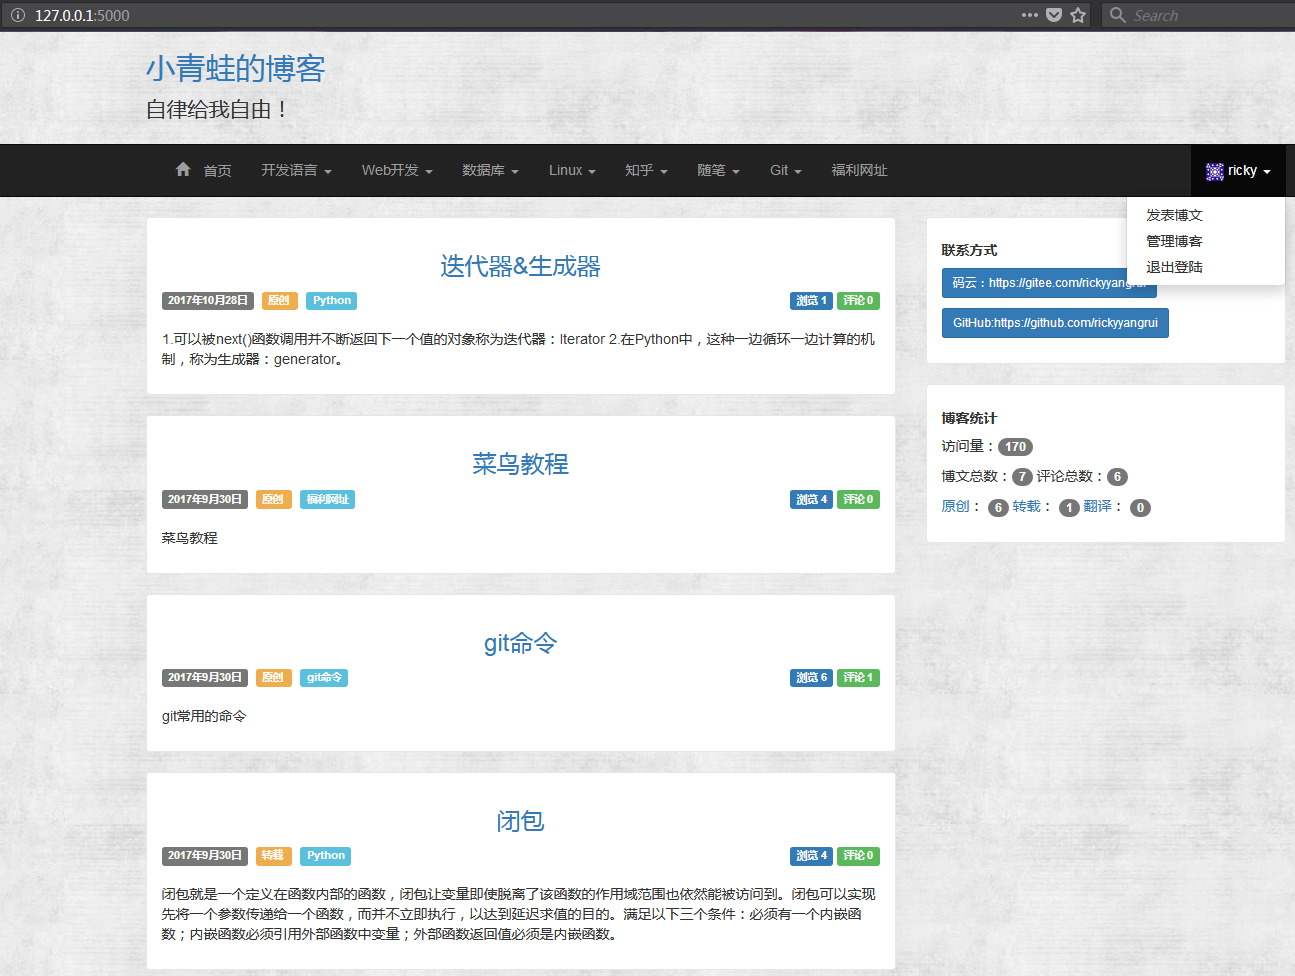 127.0.0.1:5000
Search
小青蛙的博客
自律给我自由！
首页 开发语言 Web开发 数据库 Linux 知乎 随笔 Git 福利网址 ricky
发表博文
管理博客
退出登陆
迭代器&生成器
2017年10月28日 原创 Python 浏览 1 评论 0
1.可以被next()函数调用并不断返回下一个值的对象称为迭代器：Iterator 2.在Python中，这种一边循环一边计算的机
制，称为生成器：generator。
菜鸟教程
2017年9月30日 原创 福利网址 浏览 4 评论 0
菜鸟教程
git命令
2017年9月30日 原创 git命令 浏览 6 评论 1
git常用的命令
闭包
2017年9月30日 转载 Python 浏览 4 评论 0
闭包就是一个定义在函数内部的函数，闭包让变量即使脱离了该函数的作用域范围也依然能被访问到。闭包可以实现
先将一个参数传递给一个函数，而并不立即执行，以达到延迟求值的目的。满足以下三个条件：必须有一个内嵌函
数；内嵌函数必须引用外部函数中变量；外部函数返回值必须是内嵌函数。
联系方式
码云：https://gitee.com/rickyyangrui
GitHub:https://github.com/rickyyangrui
博客统计
访问量：170
博文总数：7 评论总数：6
原创： 6 转载： 1 翻译： 0